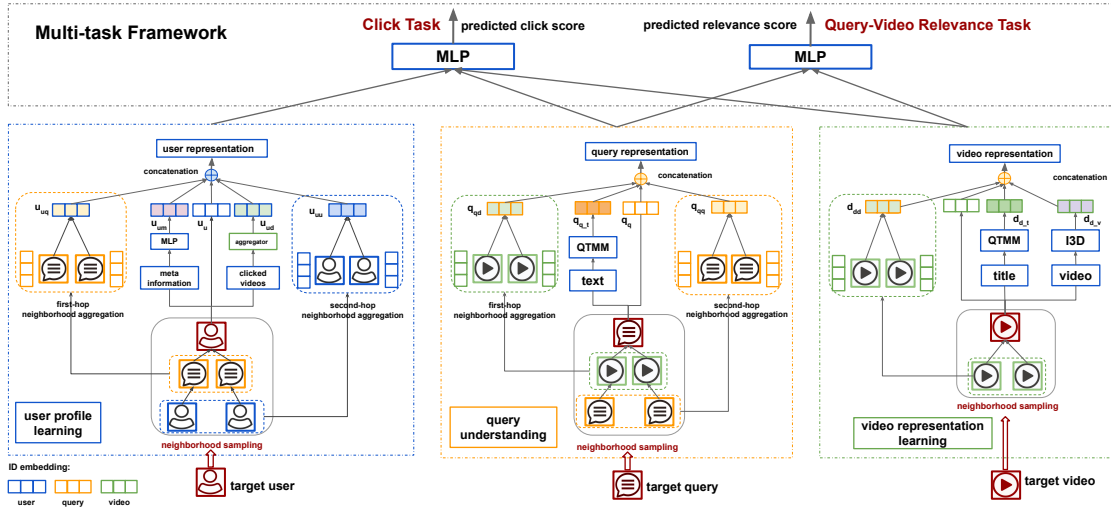 Multi-task Framework
Click Task
predicted click score
predicted relevance score
Query-Video Relevance Task
MLP
MLP
user representation
concatenation
u_uq
u_um
u_u
u_ud
u_uu
MLP
aggregator
meta
information
clicked
videos
first-hop
neighborhood aggregation
second-hop
neighborhood aggregation
user profile
learning
neighborhood sampling
target user
ID embedding:
user
query
video
query representation
concatenation
q_qd
q_q_t
q_q
q_qq
QTMM
text
first-hop
neighborhood aggregation
second-hop
neighborhood aggregation
query
understanding
neighborhood sampling
target query
video representation
concatenation
d_dd
d_d_t
d_d_v
QTMM
I3D
title
video
neighborhood sampling
video representation
learning
target video